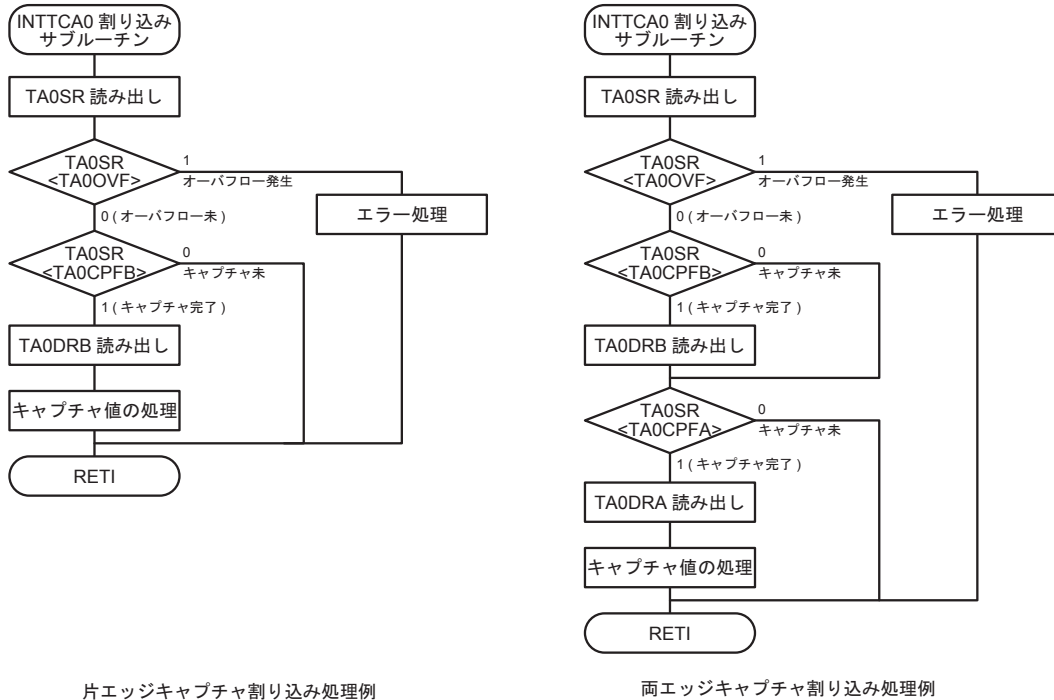 INTTCA0 割り込み
サブルーチン
TA0SR 読み出し
TA0SR
<TA0OVF>
1
オーバフロー発生
エラー処理
0 ( オーバフロー未 )
TA0SR
<TA0CPFB>
0
キャプチャ未
1 ( キャプチャ完了 )
TA0DRB 読み出し
キャプチャ値の処理
RETI
片エッジキャプチャ割り込み処理例
INTTCA0 割り込み
サブルーチン
TA0SR 読み出し
TA0SR
<TA0OVF>
1
オーバフロー発生
エラー処理
0 ( オーバフロー未 )
TA0SR
<TA0CPFB>
0
キャプチャ未
1 ( キャプチャ完了 )
TA0DRB 読み出し
TA0SR
<TA0CPFA>
0
キャプチャ未
1 ( キャプチャ完了 )
TA0DRA 読み出し
キャプチャ値の処理
RETI
両エッジキャプチャ割り込み処理例